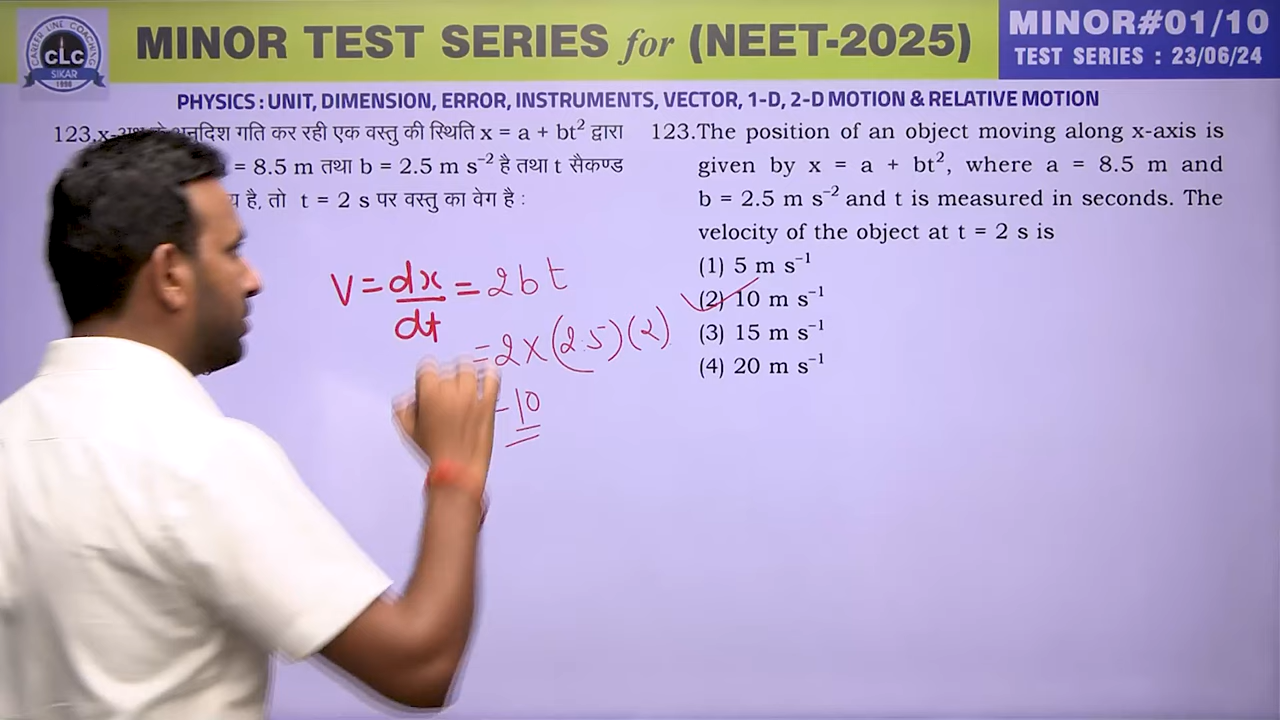 CAREER LINE COACHING
CLC
SIKAR
1996
MINOR TEST SERIES for (NEET-2025)
MINOR#01/10
TEST SERIES : 23/06/24
PHYSICS : UNIT, DIMENSION, ERROR, INSTRUMENTS, VECTOR, 1-D, 2-D MOTION & RELATIVE MOTION
गति कर रही एक वस्तु की स्थिति x = a + bt² द्वारा
= 8.5 m तथा b = 2.5 m s⁻² है तथा t सैकण्ड
है, तो t = 2 s पर वस्तु का वेग है :
123.The position of an object moving along x-axis is
given by x = a + bt², where a = 8.5 m and
b = 2.5 m s⁻² and t is measured in seconds. The
velocity of the object at t = 2 s is
(1) 5 m s⁻¹
(2) 10 m s⁻¹
(3) 15 m s⁻¹
(4) 20 m s⁻¹
V = dx/dt = 2bt
= 2 × (2.5)(2)
10